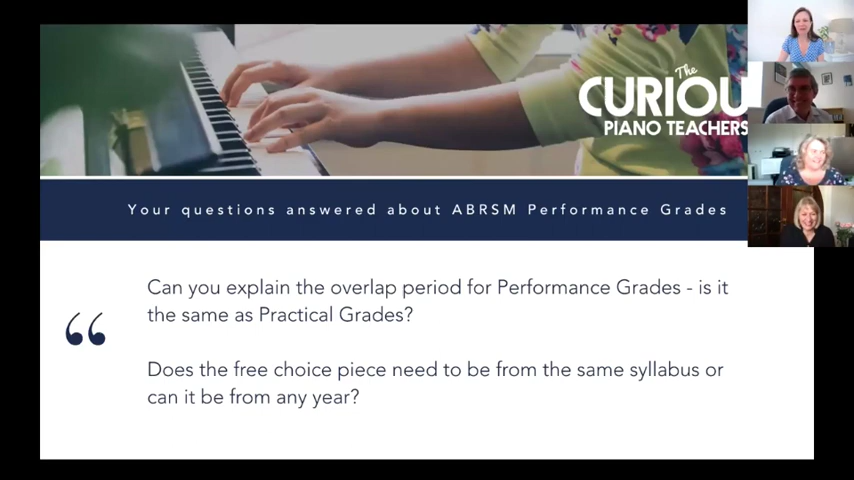 The
CURIOU
PIANO TEACHERS
Your questions answered about ABRSM Performance Grades
“
Can you explain the overlap period for Performance Grades - is it
the same as Practical Grades?
Does the free choice piece need to be from the same syllabus or
can it be from any year?